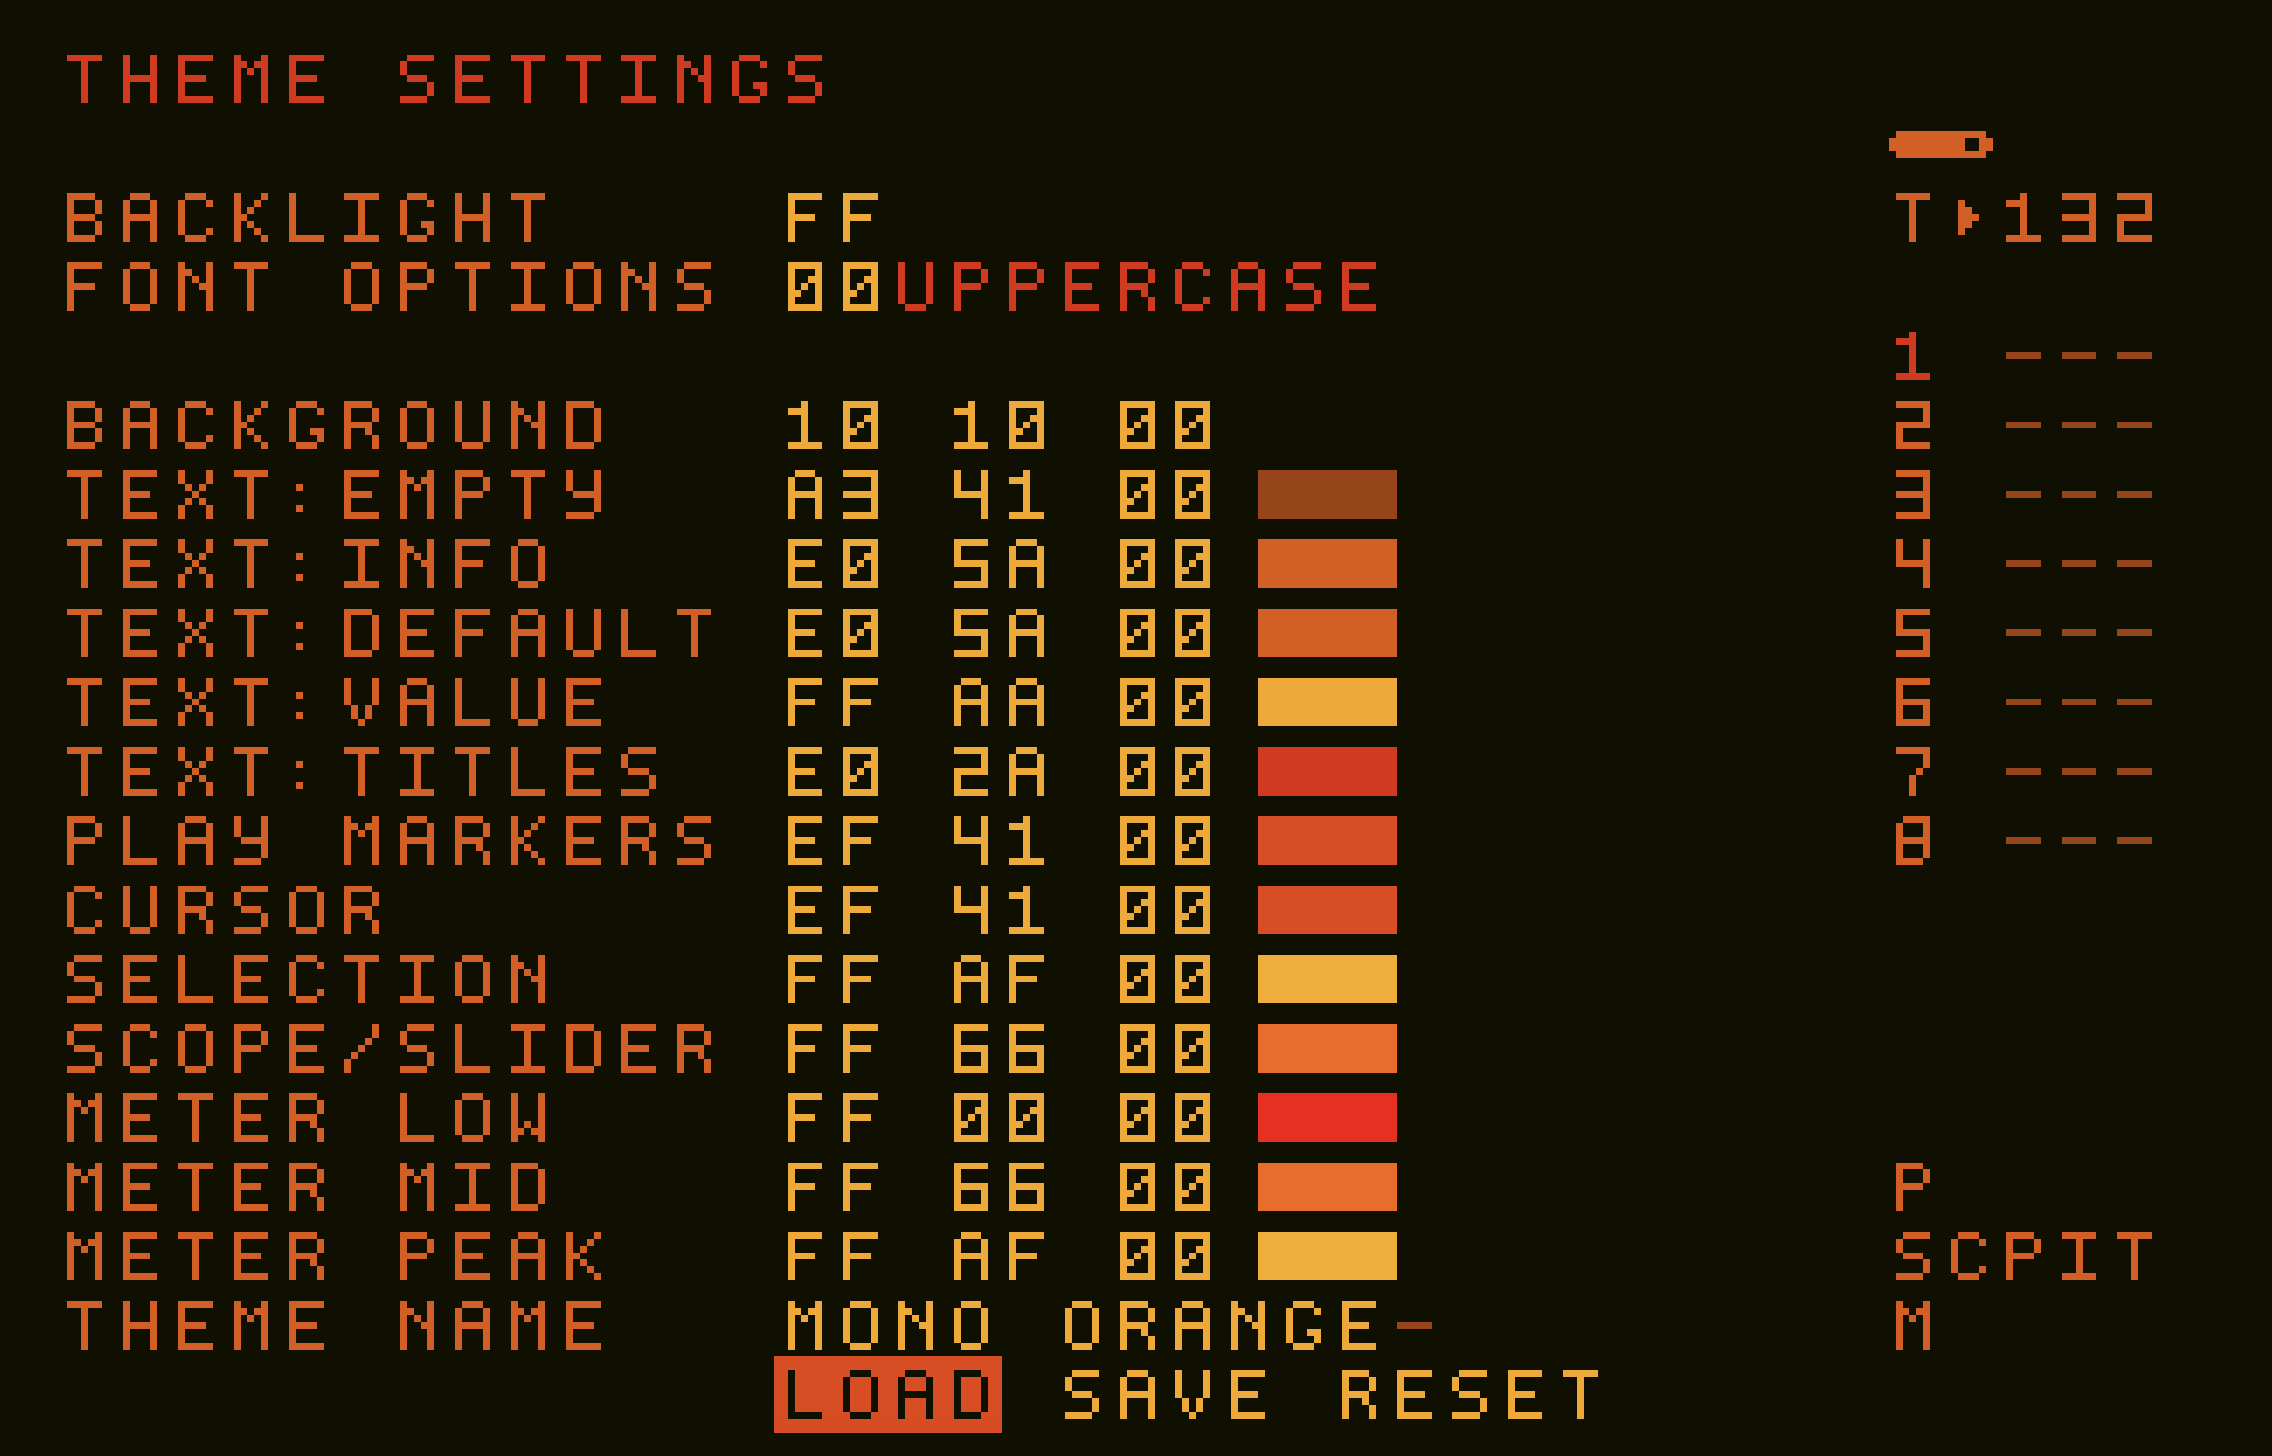 THEME SETTINGS
BACKLIGHT FF T▸132
FONT OPTIONS 00UPPERCASE
1 ---
BACKGROUND 10 10 00 2 ---
TEXT:EMPTY A3 41 00 3 ---
TEXT:INFO E0 5A 00 4 ---
TEXT:DEFAULT E0 5A 00 5 ---
TEXT:VALUE FF AA 00 6 ---
TEXT:TITLES E0 2A 00 7 ---
PLAY MARKERS EF 41 00 8 ---
CURSOR EF 41 00
SELECTION FF AF 00
SCOPE/SLIDER FF 66 00
METER LOW FF 00 00
METER MID FF 66 00 P
METER PEAK FF AF 00 SCPIT
THEME NAME MONO ORANGE- M
LOAD SAVE RESET